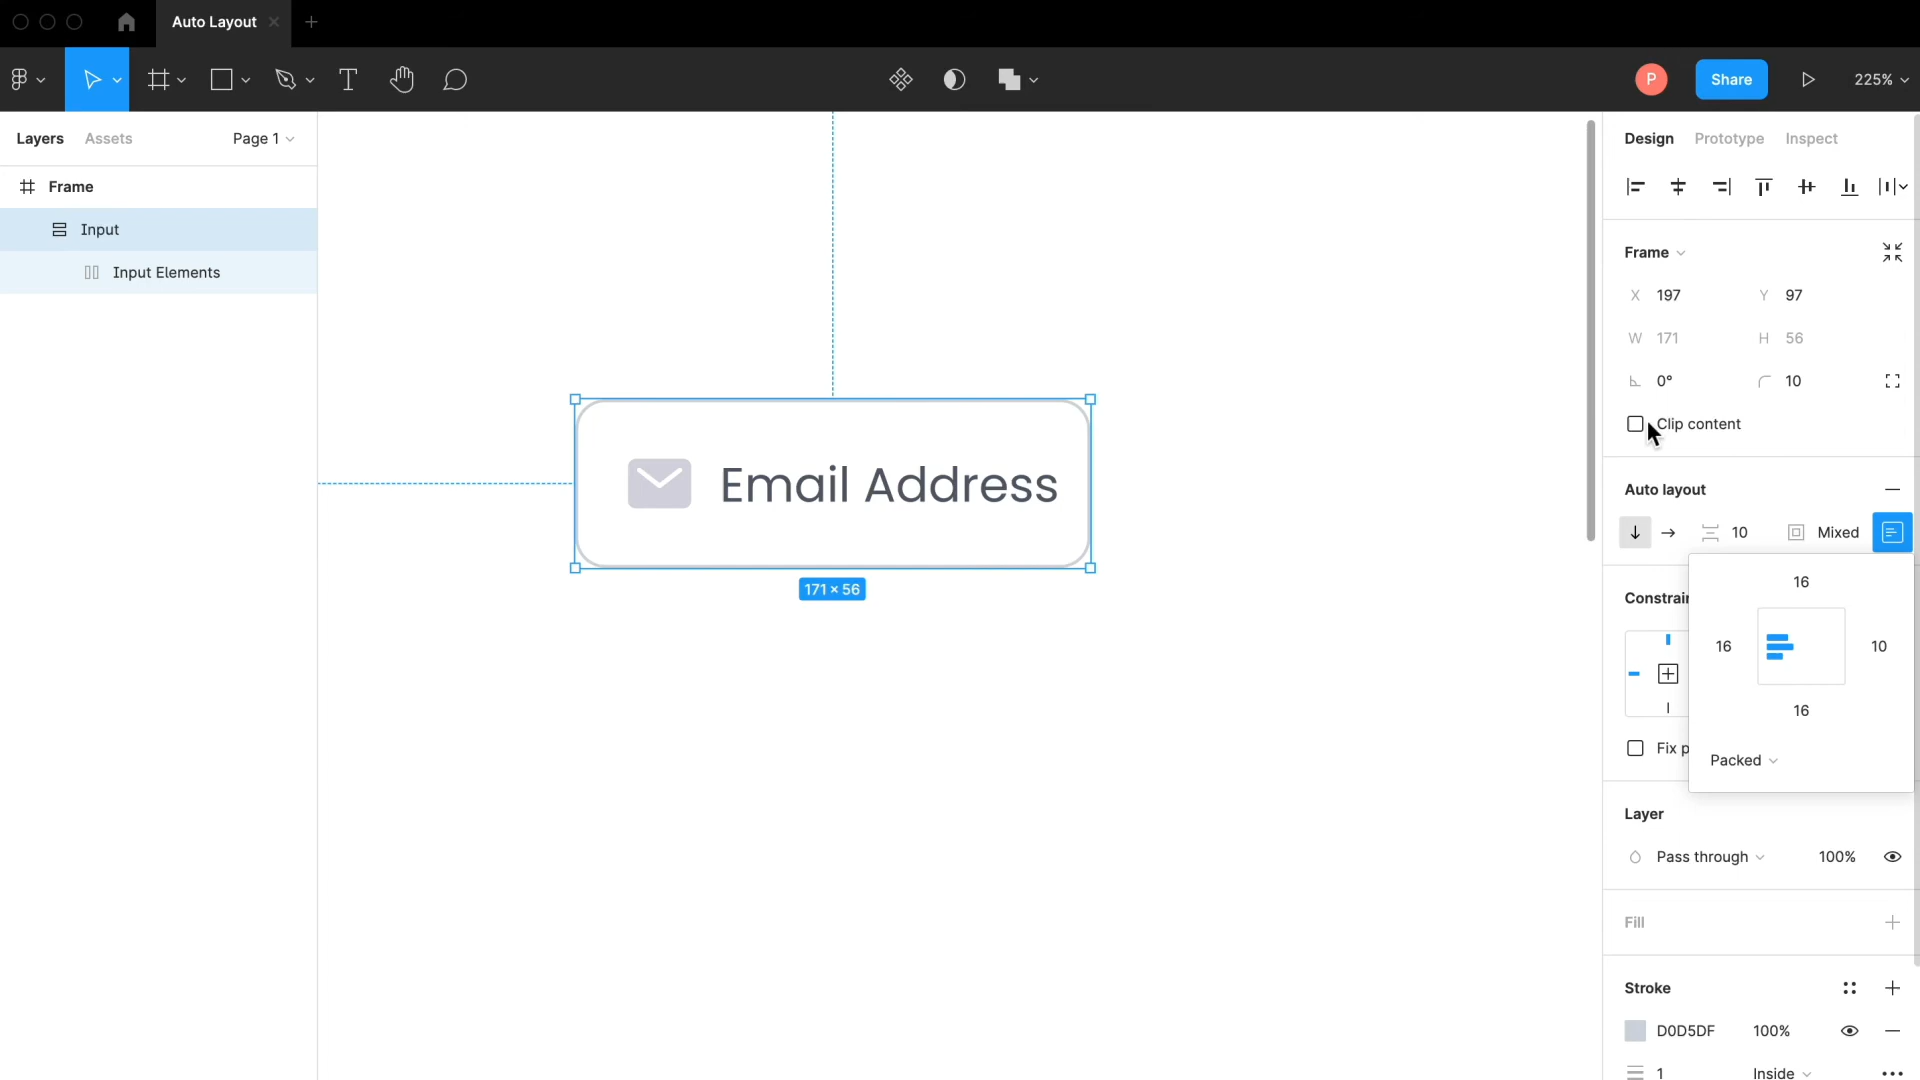 Auto Layout
P
Share
225%
Layers
Assets
Page 1
Frame
Input
Input Elements
Email Address
171 × 56
Design
Prototype
Inspect
Frame
X 197
Y 97
W 171
H 56
0°
10
Clip content
Auto layout
10
Mixed
16
16
10
16
Packed
Constrain
Fix p
Layer
Pass through
100%
Fill
Stroke
D0D5DF
100%
1
Inside